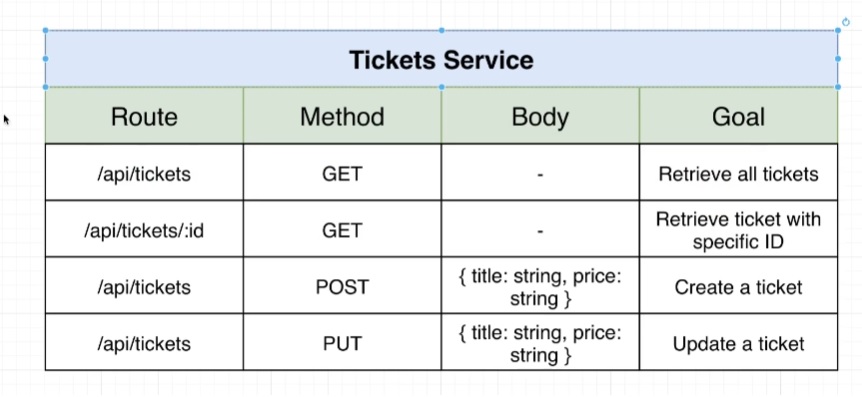 Tickets Service
Route Method Body Goal
/api/tickets GET - Retrieve all tickets
/api/tickets/:id GET - Retrieve ticket with
specific ID
/api/tickets POST { title: string, price:
string } Create a ticket
/api/tickets PUT { title: string, price:
string } Update a ticket